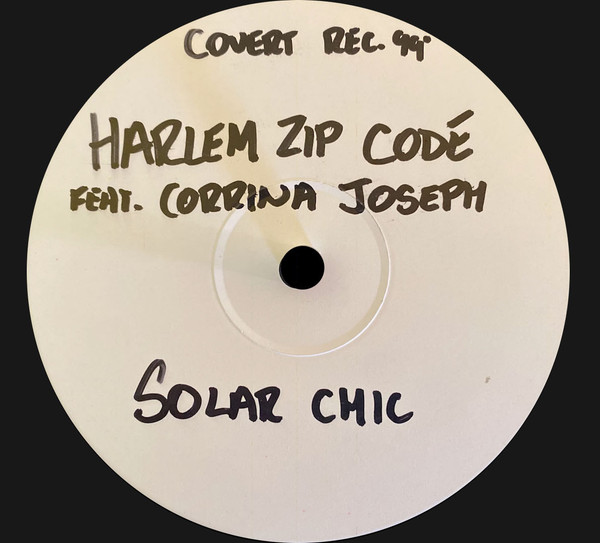 COVERT REC. 99'
HARLEM ZIP CODÉ
FEAT. CORRINA JOSEPH
SOLAR CHIC